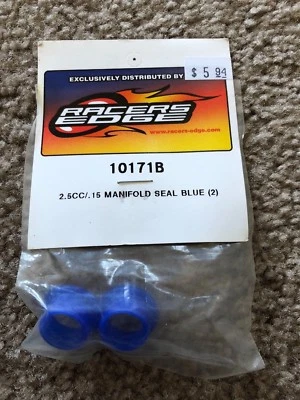 EXCLUSIVELY DISTRIBUTED BY
$ 5.94
RACERS
EDGE
www.racers-edge.com
10171B
2.5CC/.15 MANIFOLD SEAL BLUE (2)